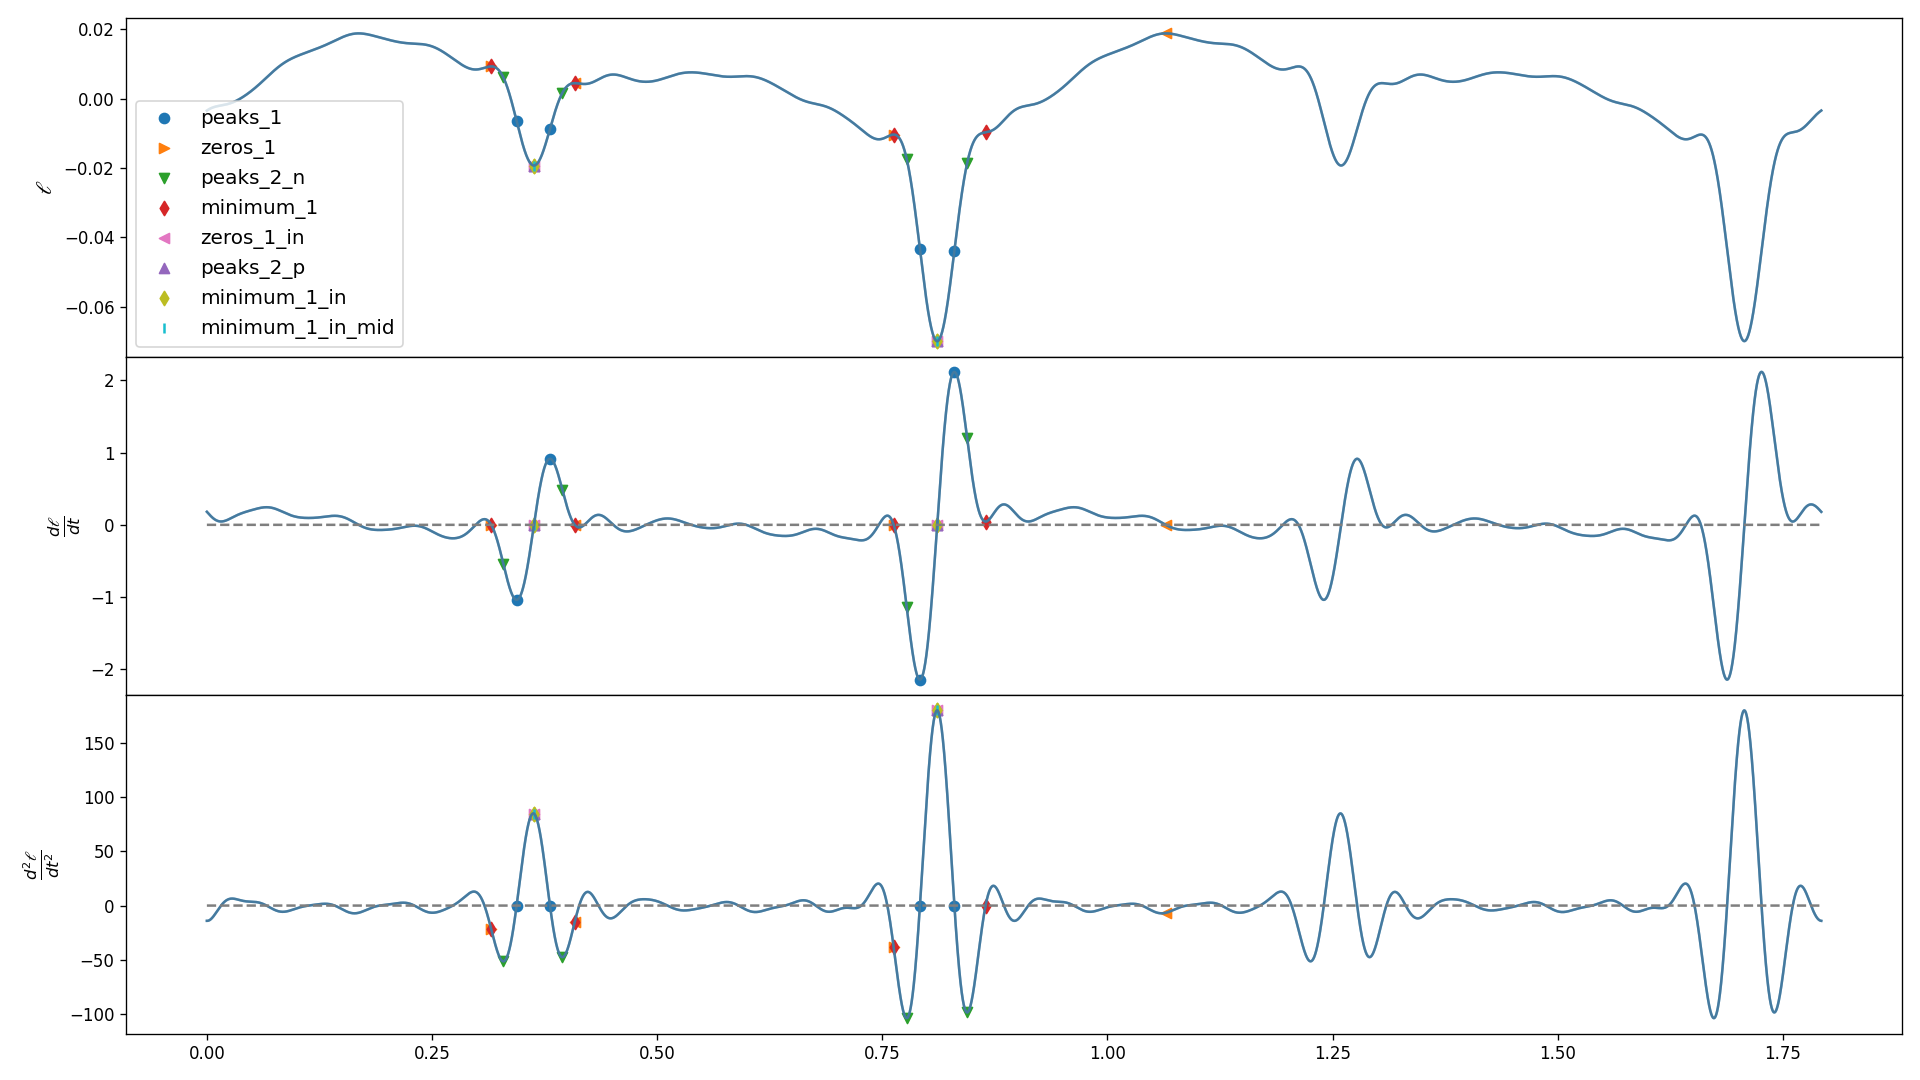 0.02
0.00
−0.02
−0.04
−0.06
ℓ
peaks_1
zeros_1
peaks_2_n
minimum_1
zeros_1_in
peaks_2_p
minimum_1_in
minimum_1_in_mid
2
1
0
−1
−2
dℓ
dt
150
100
50
0
−50
−100
d²ℓ
dt²
0.00 0.25 0.50 0.75 1.00 1.25 1.50 1.75